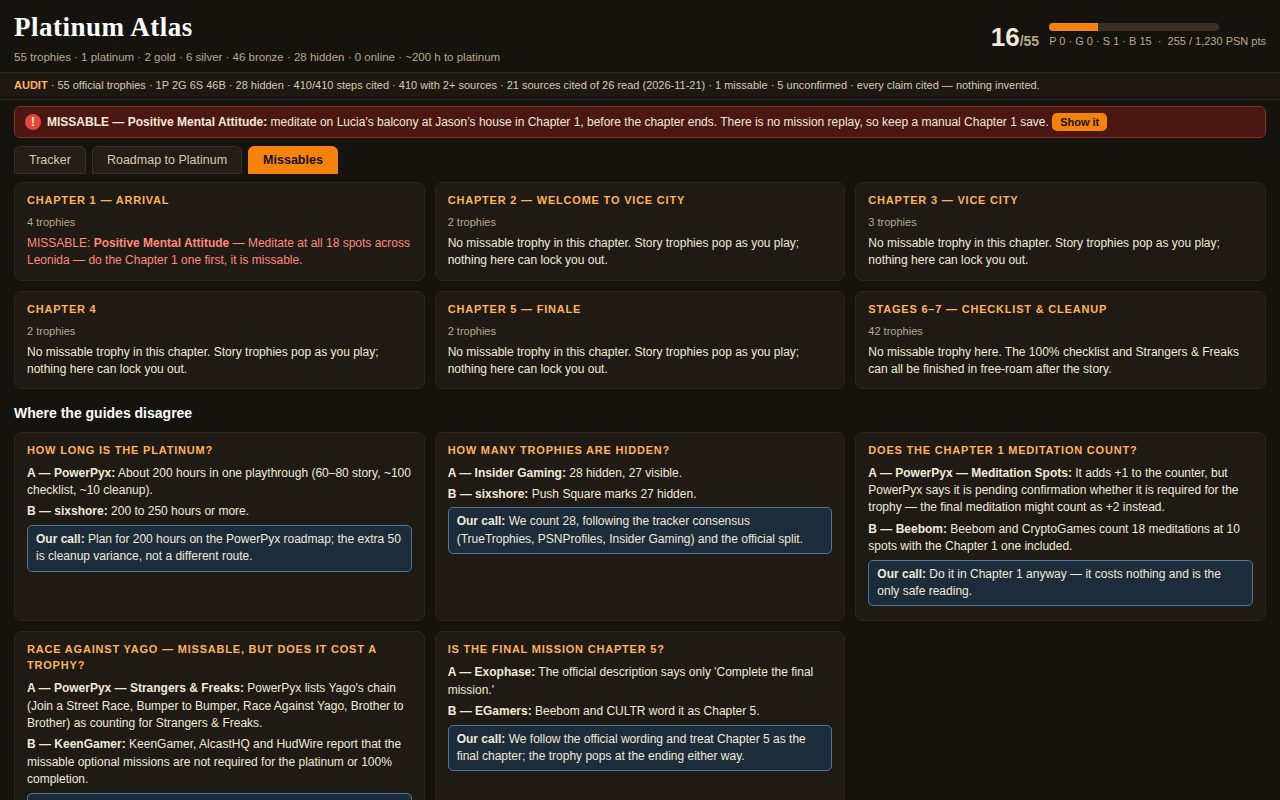 Platinum Atlas
55 trophies · 1 platinum · 2 gold · 6 silver · 46 bronze · 28 hidden · 0 online · ~200 h to platinum
16/55
P 0 · G 0 · S 1 · B 15 · 255 / 1,230 PSN pts
AUDIT · 55 official trophies · 1P 2G 6S 46B · 28 hidden · 410/410 steps cited · 410 with 2+ sources · 21 sources cited of 26 read (2026-11-21) · 1 missable · 5 unconfirmed · every claim cited — nothing invented.
! MISSABLE — Positive Mental Attitude: meditate on Lucia's balcony at Jason's house in Chapter 1, before the chapter ends. There is no mission replay, so keep a manual Chapter 1 save. Show it
Tracker
Roadmap to Platinum
Missables
CHAPTER 1 — ARRIVAL
4 trophies
MISSABLE: Positive Mental Attitude — Meditate at all 18 spots across
Leonida — do the Chapter 1 one first, it is missable.
CHAPTER 2 — WELCOME TO VICE CITY
2 trophies
No missable trophy in this chapter. Story trophies pop as you play;
nothing here can lock you out.
CHAPTER 3 — VICE CITY
3 trophies
No missable trophy in this chapter. Story trophies pop as you play;
nothing here can lock you out.
CHAPTER 4
2 trophies
No missable trophy in this chapter. Story trophies pop as you play;
nothing here can lock you out.
CHAPTER 5 — FINALE
2 trophies
No missable trophy in this chapter. Story trophies pop as you play;
nothing here can lock you out.
STAGES 6–7 — CHECKLIST & CLEANUP
42 trophies
No missable trophy here. The 100% checklist and Strangers & Freaks
can all be finished in free-roam after the story.
Where the guides disagree
HOW LONG IS THE PLATINUM?
A — PowerPyx: About 200 hours in one playthrough (60–80 story, ~100
checklist, ~10 cleanup).
B — sixshore: 200 to 250 hours or more.
Our call: Plan for 200 hours on the PowerPyx roadmap; the extra 50
is cleanup variance, not a different route.
HOW MANY TROPHIES ARE HIDDEN?
A — Insider Gaming: 28 hidden, 27 visible.
B — sixshore: Push Square marks 27 hidden.
Our call: We count 28, following the tracker consensus
(TrueTrophies, PSNProfiles, Insider Gaming) and the official split.
DOES THE CHAPTER 1 MEDITATION COUNT?
A — PowerPyx — Meditation Spots: It adds +1 to the counter, but
PowerPyx says it is pending confirmation whether it is required for the
trophy — the final meditation might count as +2 instead.
B — Beebom: Beebom and CryptoGames count 18 meditations at 10
spots with the Chapter 1 one included.
Our call: Do it in Chapter 1 anyway — it costs nothing and is the
only safe reading.
RACE AGAINST YAGO — MISSABLE, BUT DOES IT COST A
TROPHY?
A — PowerPyx — Strangers & Freaks: PowerPyx lists Yago's chain
(Join a Street Race, Bumper to Bumper, Race Against Yago, Brother to
Brother) as counting for Strangers & Freaks.
B — KeenGamer: KeenGamer, AlcastHQ and HudWire report that the
missable optional missions are not required for the platinum or 100%
completion.
IS THE FINAL MISSION CHAPTER 5?
A — Exophase: The official description says only 'Complete the final
mission.'
B — EGamers: Beebom and CULTR word it as Chapter 5.
Our call: We follow the official wording and treat Chapter 5 as the
final chapter; the trophy pops at the ending either way.